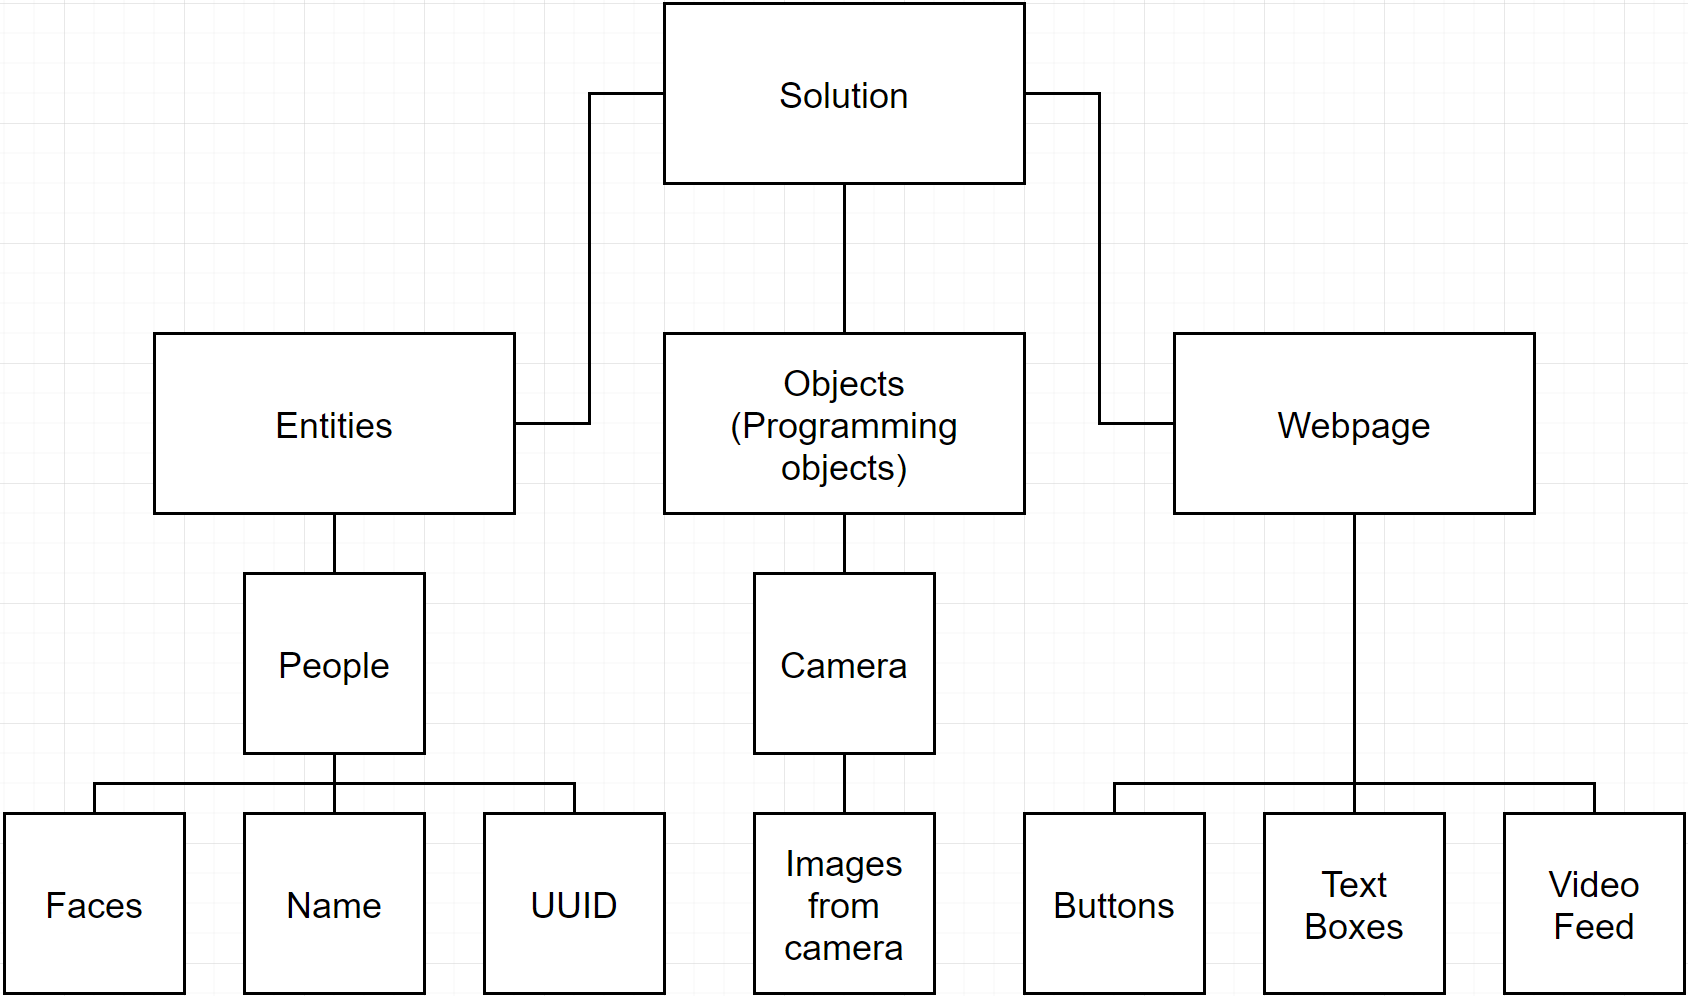 Solution
Entities
Objects
(Programming
objects)
Webpage
People
Camera
Faces
Name
UUID
Images
from
camera
Buttons
Text
Boxes
Video
Feed